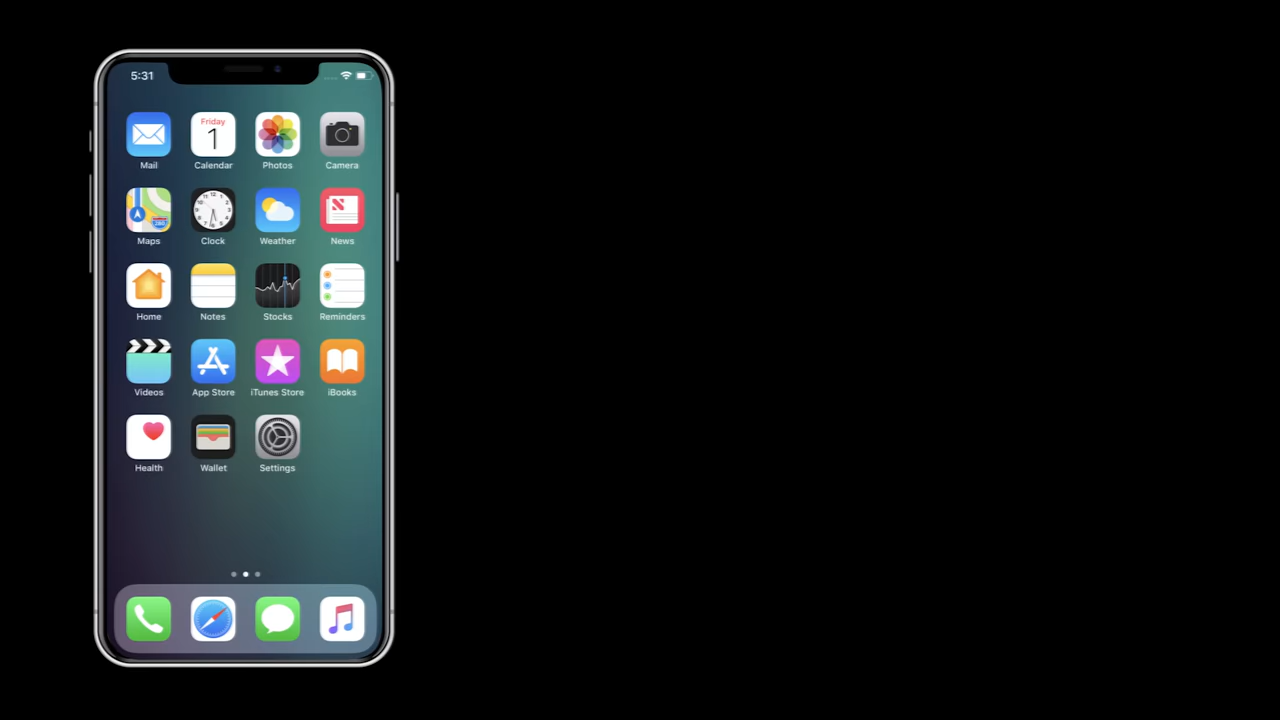 5:31
Friday
1
Mail Calendar Photos Camera
Maps Clock Weather News
Home Notes Stocks Reminders
Videos App Store iTunes Store iBooks
Health Wallet Settings